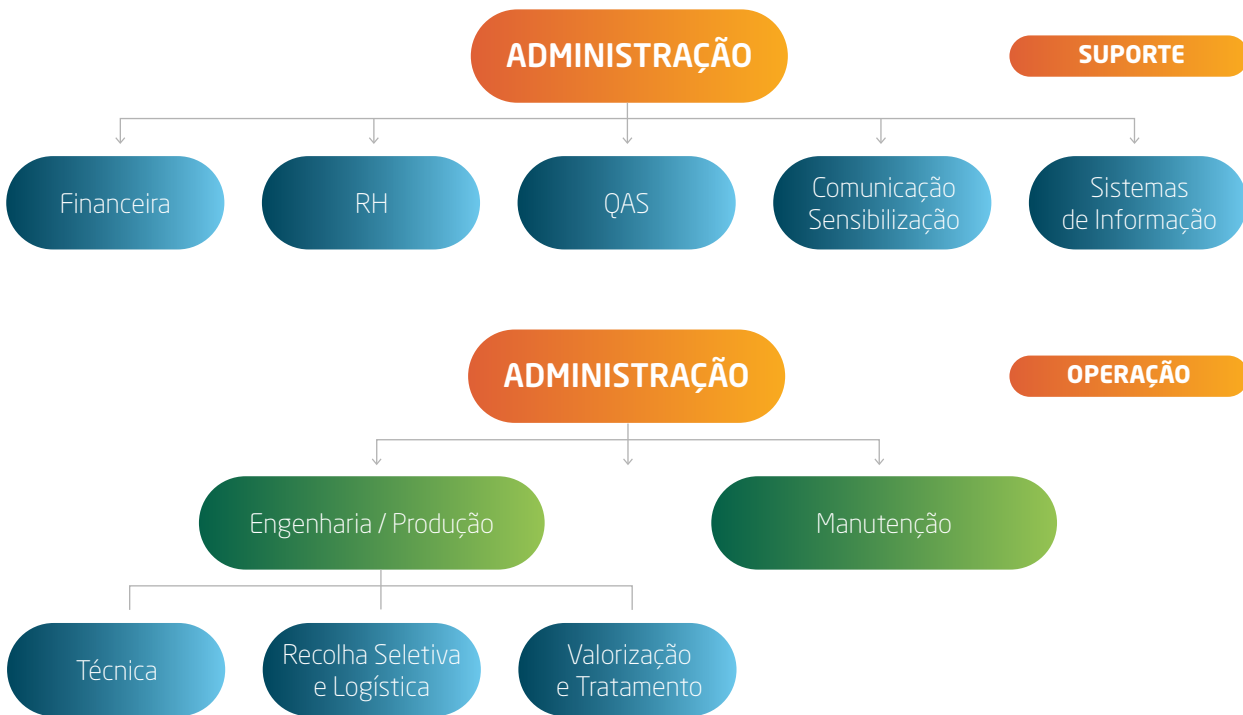 ADMINISTRAÇÃO
SUPORTE
Financeira
RH
QAS
Comunicação
Sensibilização
Sistemas
de Informação
ADMINISTRAÇÃO
OPERAÇÃO
Engenharia / Produção
Manutenção
Técnica
Recolha Seletiva
e Logística
Valorização
e Tratamento